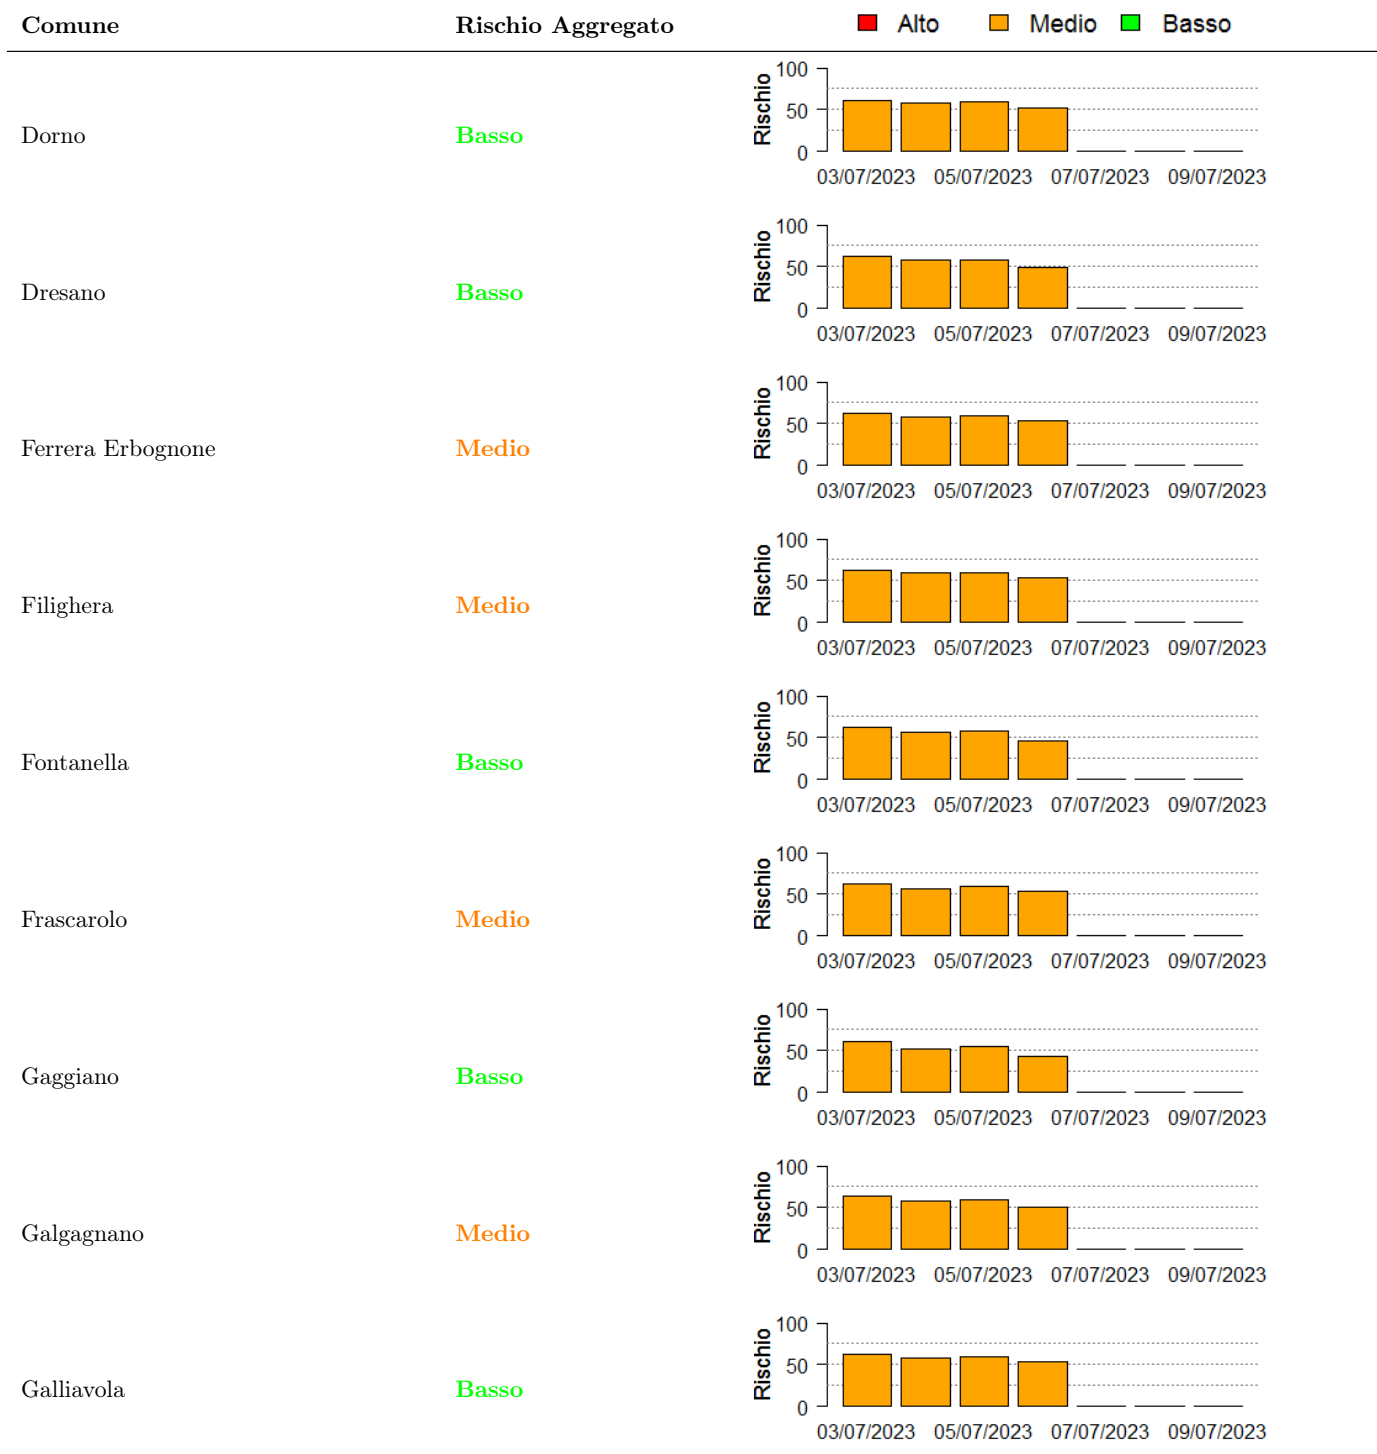 Comune Rischio Aggregato Alto Medio Basso
Dorno Basso
Rischio
100
50
0
03/07/2023 05/07/2023 07/07/2023 09/07/2023
Dresano Basso
Rischio
100
50
0
03/07/2023 05/07/2023 07/07/2023 09/07/2023
Ferrera Erbognone Medio
Rischio
100
50
0
03/07/2023 05/07/2023 07/07/2023 09/07/2023
Filighera Medio
Rischio
100
50
0
03/07/2023 05/07/2023 07/07/2023 09/07/2023
Fontanella Basso
Rischio
100
50
0
03/07/2023 05/07/2023 07/07/2023 09/07/2023
Frascarolo Medio
Rischio
100
50
0
03/07/2023 05/07/2023 07/07/2023 09/07/2023
Gaggiano Basso
Rischio
100
50
0
03/07/2023 05/07/2023 07/07/2023 09/07/2023
Galgagnano Medio
Rischio
100
50
0
03/07/2023 05/07/2023 07/07/2023 09/07/2023
Galliavola Basso
Rischio
100
50
0
03/07/2023 05/07/2023 07/07/2023 09/07/2023